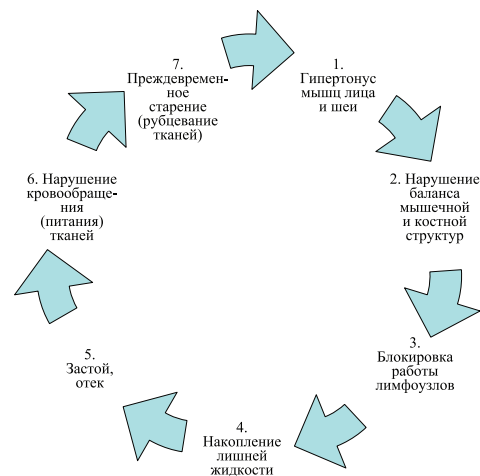 1.
Гипертонус
мышц лица
и шеи
2. Нарушение
баланса
мышечной
и костной
структур
3.
Блокировка
работы
лимфоузлов
4.
Накопление
лишней
жидкости
5.
Застой,
отек
6. Нарушение
кровообраще-
ния
(питания)
тканей
7.
Преждевремен-
ное
старение
(рубцевание
тканей)